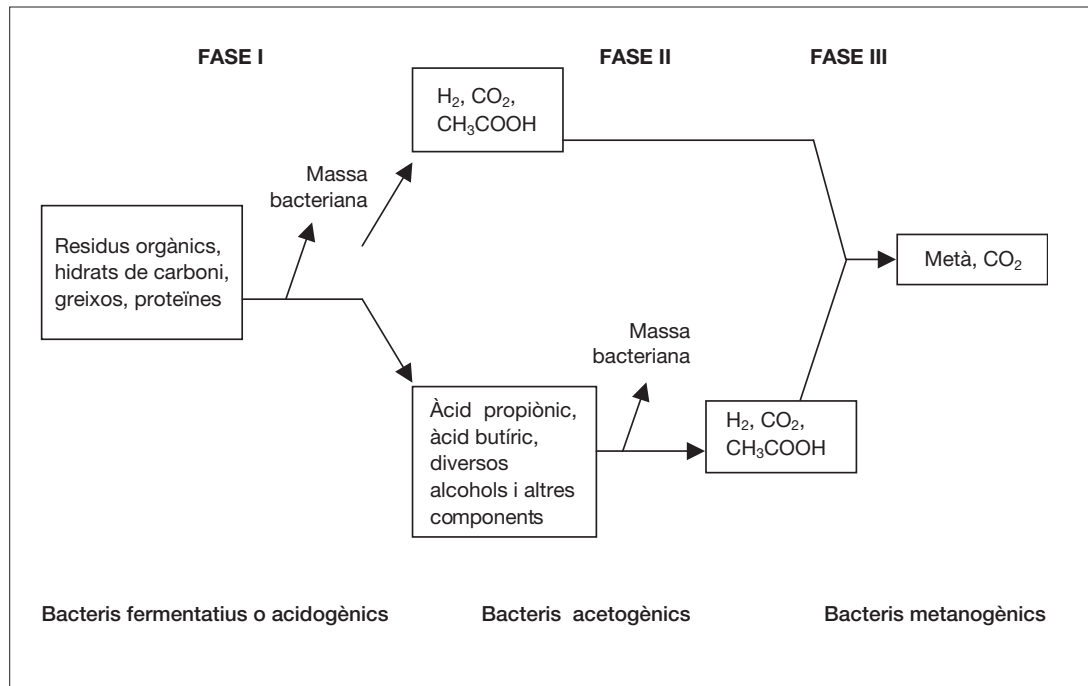 FASE I
FASE II
FASE III
H₂, CO₂,
CH₃COOH
Massa
bacteriana
Residus orgànics,
hidrats de carboni,
greixos, proteïnes
Metà, CO₂
Massa
bacteriana
Àcid propiònic,
àcid butíric,
diversos
alcohols i altres
components
H₂, CO₂,
CH₃COOH
Bacteris fermentatius o acidogènics
Bacteris acetogènics
Bacteris metanogènics